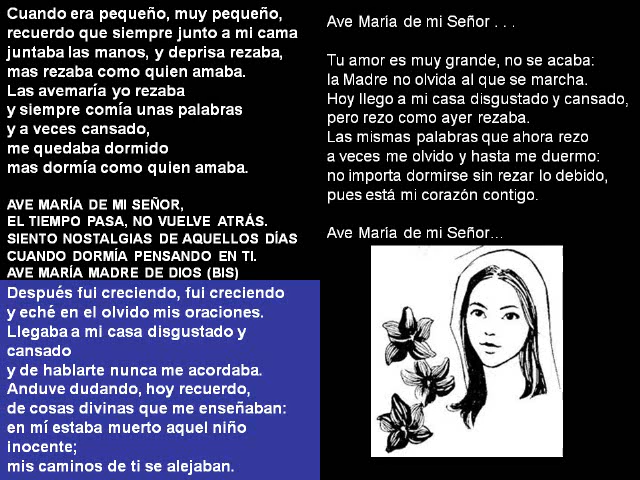 Cuando era pequeño, muy pequeño,
recuerdo que siempre junto a mi cama
juntaba las manos, y deprisa rezaba,
mas rezaba como quien amaba.
Las avemaría yo rezaba
y siempre comía unas palabras
y a veces cansado,
me quedaba dormido
mas dormía como quien amaba.
AVE MARÍA DE MI SEÑOR,
EL TIEMPO PASA, NO VUELVE ATRÁS.
SIENTO NOSTALGIAS DE AQUELLOS DÍAS
CUANDO DORMÍA PENSANDO EN TI.
AVE MARÍA MADRE DE DIOS (BIS)
Después fui creciendo, fui creciendo
y eché en el olvido mis oraciones.
Llegaba a mi casa disgustado y
cansado
y de hablarte nunca me acordaba.
Anduve dudando, hoy recuerdo,
de cosas divinas que me enseñaban:
en mí estaba muerto aquel niño
inocente;
mis caminos de ti se alejaban.
Ave María de mi Señor . . .
Tu amor es muy grande, no se acaba:
la Madre no olvida al que se marcha.
Hoy llego a mi casa disgustado y cansado,
pero rezo como ayer rezaba.
Las mismas palabras que ahora rezo
a veces me olvido y hasta me duermo:
no importa dormirse sin rezar lo debido,
pues está mi corazón contigo.
Ave María de mi Señor...